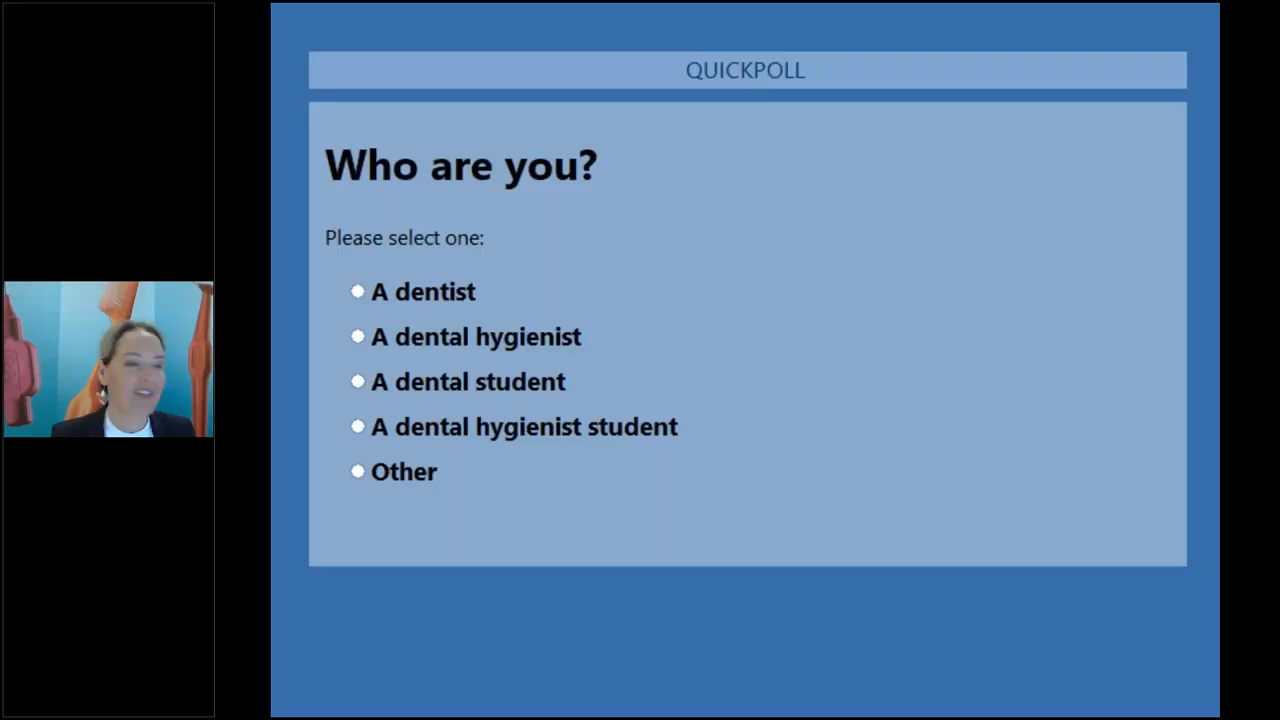 QUICKPOLL
Who are you?
Please select one:
A dentist
A dental hygienist
A dental student
A dental hygienist student
Other